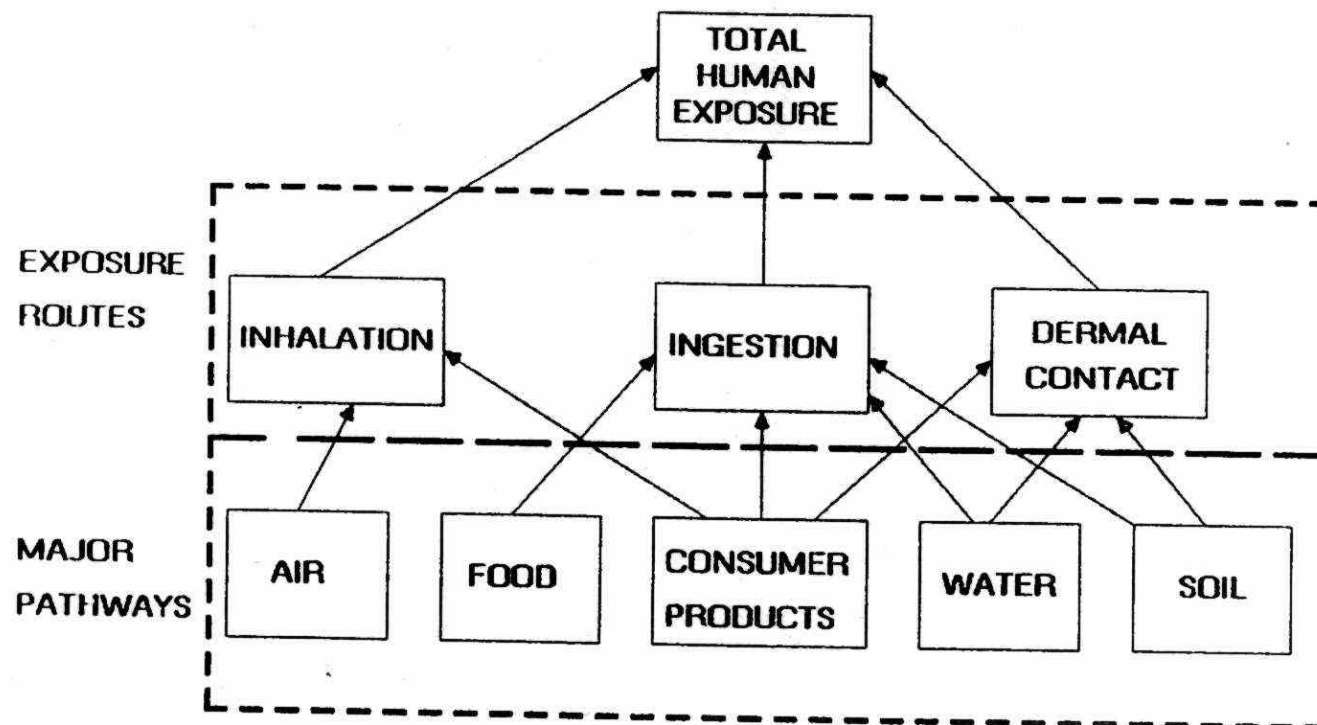 TOTAL
HUMAN
EXPOSURE
EXPOSURE
ROUTES
INHALATION
INGESTION
DERMAL
CONTACT
MAJOR
PATHWAYS
AIR
FOOD
CONSUMER
PRODUCTS
WATER
SOIL